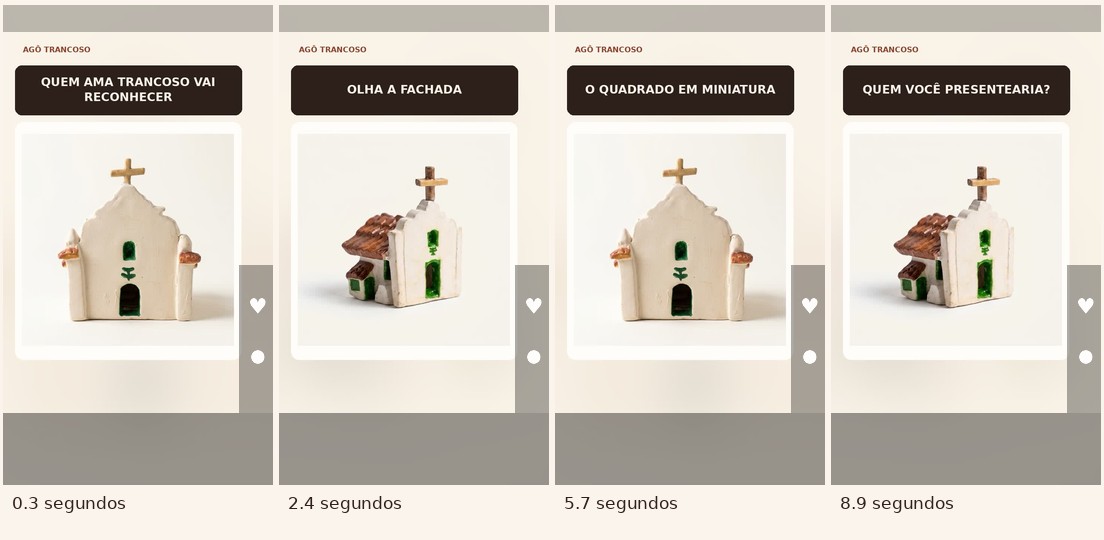 AGÔ TRANCOSO
QUEM AMA TRANCOSO VAI
RECONHECER
0.3 segundos
AGÔ TRANCOSO
OLHA A FACHADA
2.4 segundos
AGÔ TRANCOSO
O QUADRADO EM MINIATURA
5.7 segundos
AGÔ TRANCOSO
QUEM VOCÊ PRESENTEARIA?
8.9 segundos